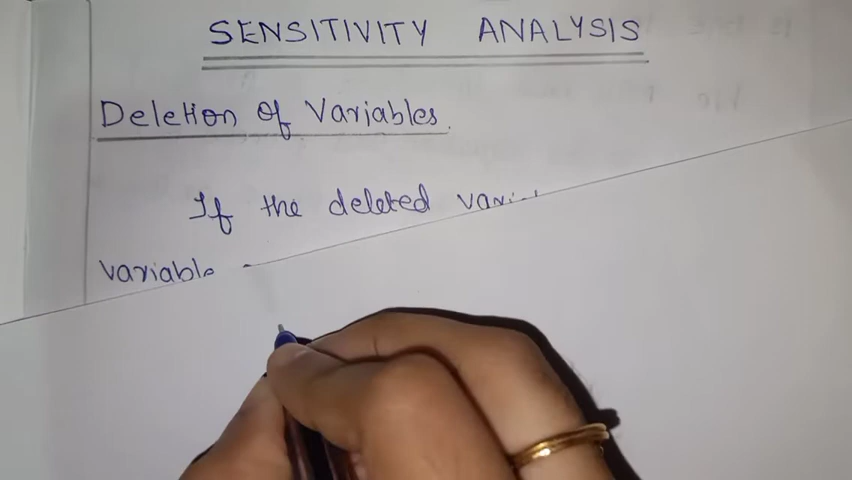 SENSITIVITY ANALYSIS
Deletion of Variables.
If the deleted
variable